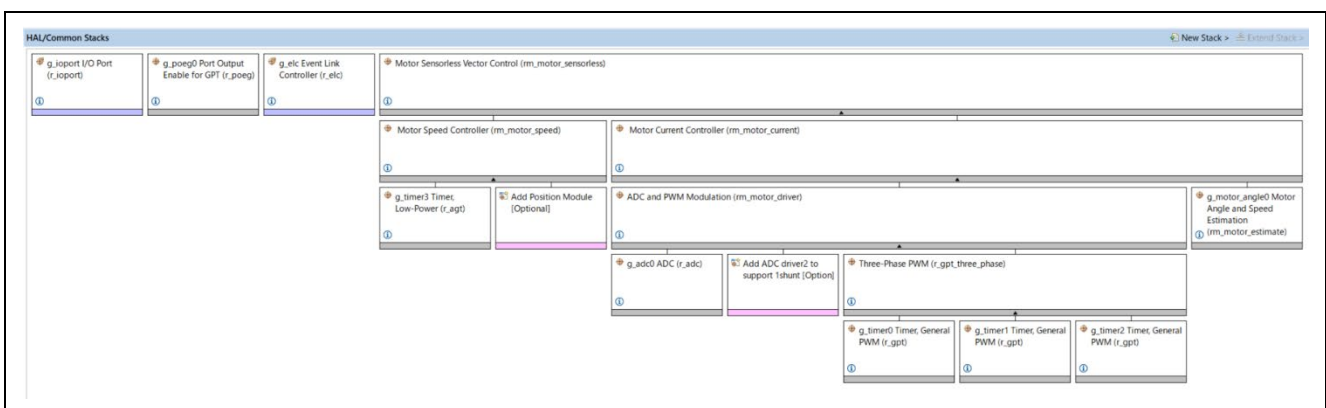 HAL/Common Stacks
New Stack >
Extend Stack >
g_ioport I/O Port
(r_ioport)
g_poeg0 Port Output
Enable for GPT (r_poeg)
g_elc Event Link
Controller (r_elc)
Motor Sensorless Vector Control (rm_motor_sensorless)
Motor Speed Controller (rm_motor_speed)
Motor Current Controller (rm_motor_current)
g_timer3 Timer,
Low-Power (r_agt)
Add Position Module
[Optional]
ADC and PWM Modulation (rm_motor_driver)
g_motor_angle0 Motor
Angle and Speed
Estimation
(rm_motor_estimate)
g_adc0 ADC (r_adc)
Add ADC driver2 to
support 1shunt [Option]
Three-Phase PWM (r_gpt_three_phase)
g_timer0 Timer, General
PWM (r_gpt)
g_timer1 Timer, General
PWM (r_gpt)
g_timer2 Timer, General
PWM (r_gpt)